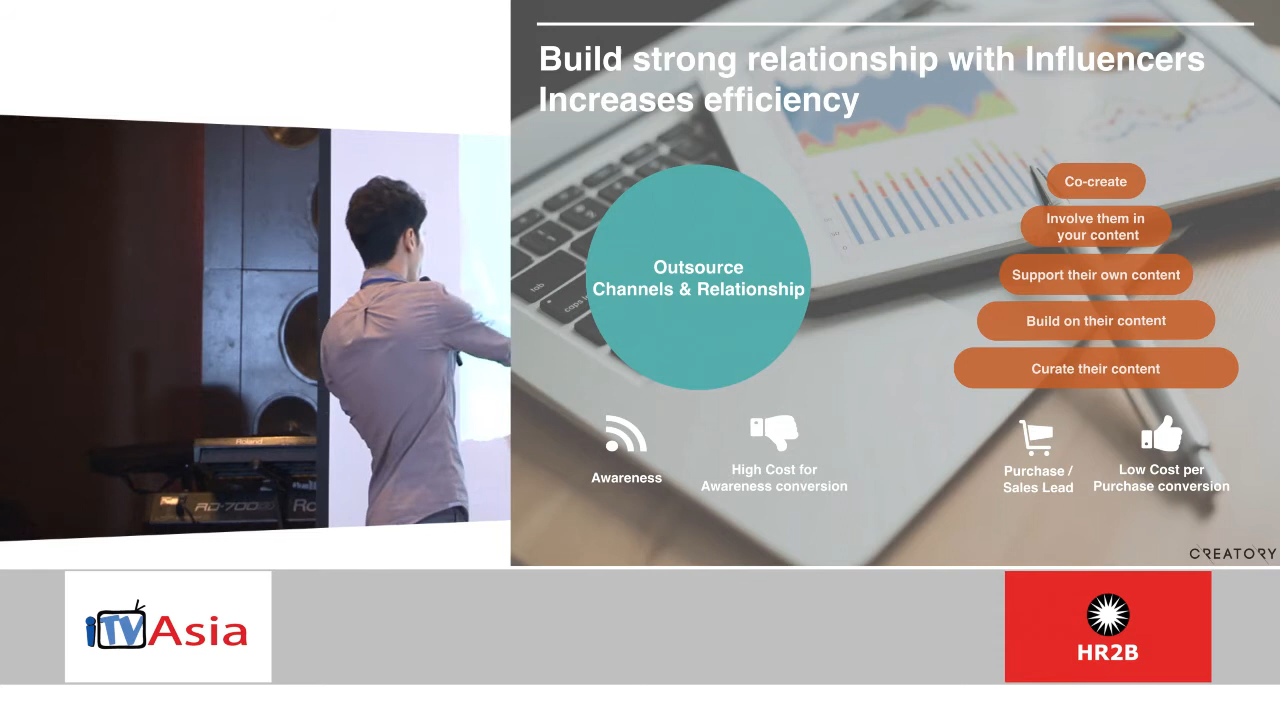 Build strong relationship with Influencers
Increases efficiency
Outsource
Channels & Relationship
Co-create
Involve them in
your content
Support their own content
Build on their content
Curate their content
Awareness
High Cost for
Awareness conversion
Purchase /
Sales Lead
Low Cost per
Purchase conversion
CREATORY
tab
Roland
iTVAsia
HR2B